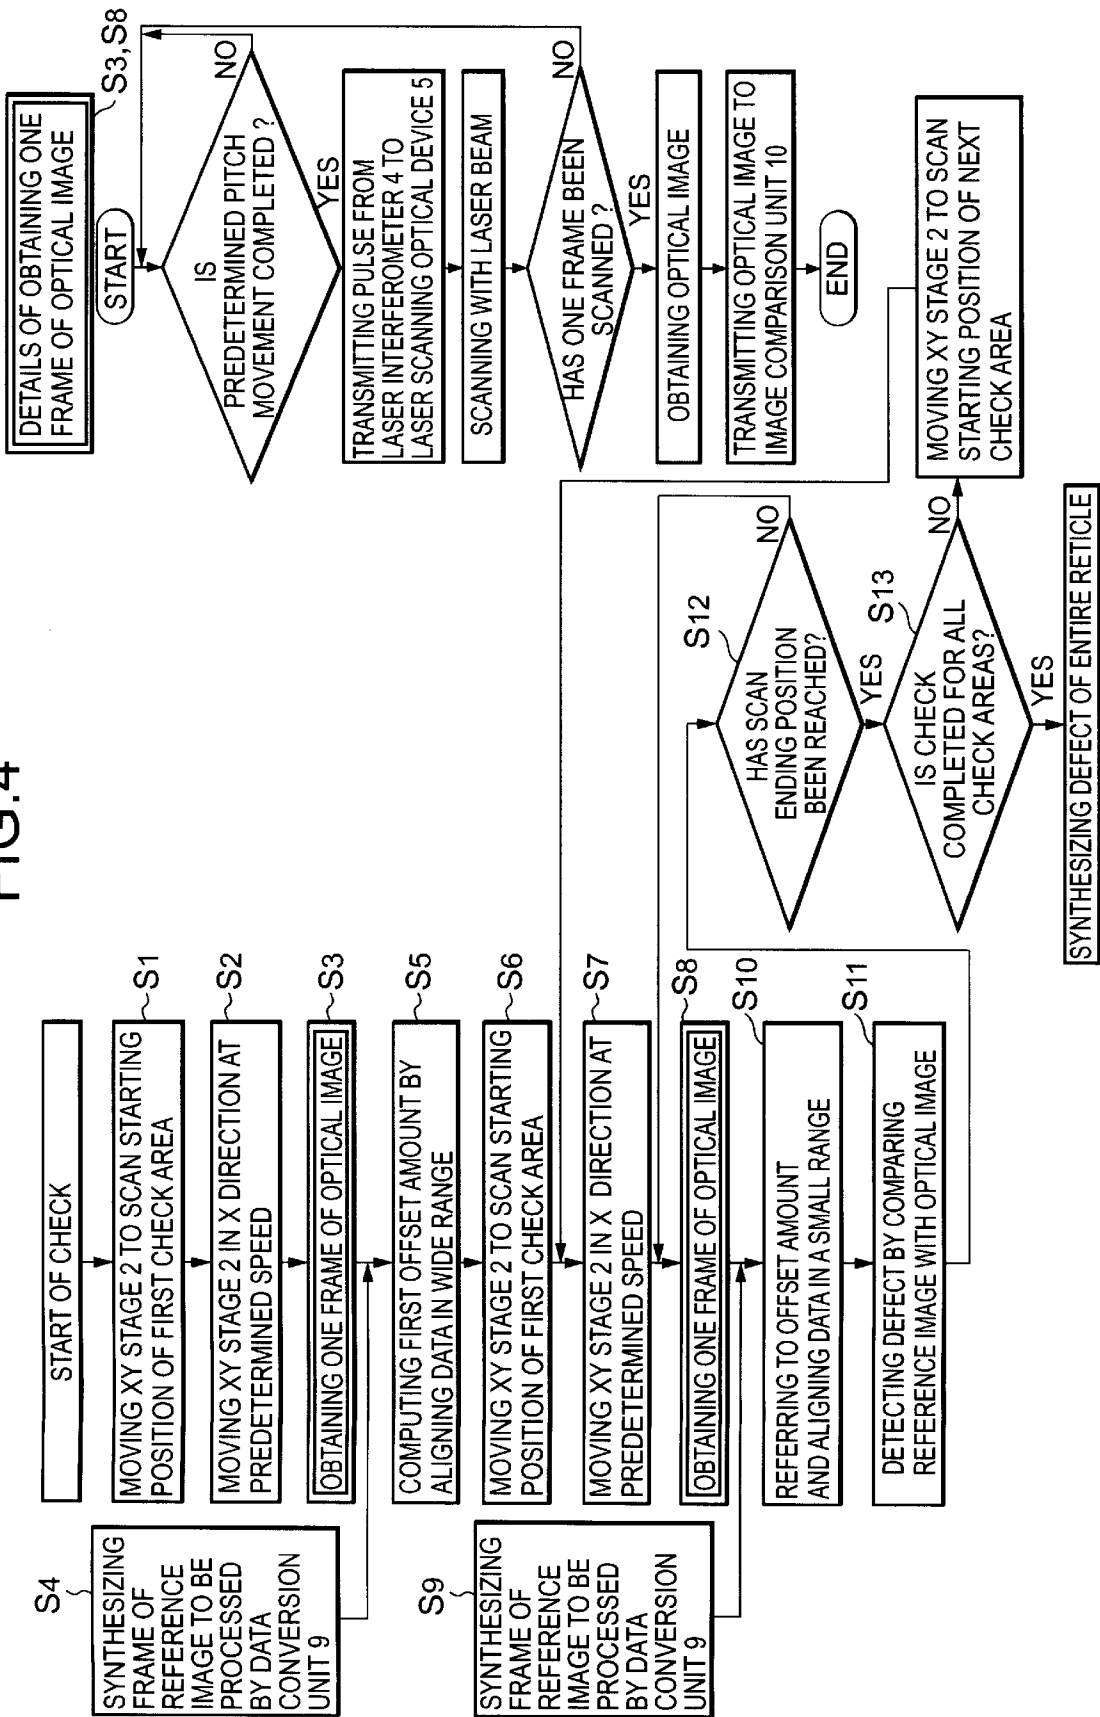 FIG.4
START OF CHECK
MOVING XY STAGE 2 TO SCAN STARTING
POSITION OF FIRST CHECK AREA
S1
MOVING XY STAGE 2 IN X DIRECTION AT
PREDETERMINED SPEED
S2
OBTAINING ONE FRAME OF OPTICAL IMAGE
S3
S4
SYNTHESIZING
FRAME OF
REFERENCE
IMAGE TO BE
PROCESSED
BY DATA
CONVERSION
UNIT 9
COMPUTING FIRST OFFSET AMOUNT BY
ALIGNING DATA IN WIDE RANGE
S5
MOVING XY STAGE 2 TO SCAN STARTING
POSITION OF FIRST CHECK AREA
S6
MOVING XY STAGE 2 IN X DIRECTION AT
PREDETERMINED SPEED
S7
OBTAINING ONE FRAME OF OPTICAL IMAGE
S8
S9
SYNTHESIZING
FRAME OF
REFERENCE
IMAGE TO BE
PROCESSED
BY DATA
CONVERSION
UNIT 9
REFERRING TO OFFSET AMOUNT
AND ALIGNING DATA IN A SMALL RANGE
S10
DETECTING DEFECT BY COMPARING
REFERENCE IMAGE WITH OPTICAL IMAGE
S11
HAS SCAN
ENDING POSITION
BEEN REACHED?
S12
NO
YES
IS CHECK
COMPLETED FOR ALL
CHECK AREAS?
S13
NO
YES
MOVING XY STAGE 2 TO SCAN
STARTING POSITION OF NEXT
CHECK AREA
SYNTHESIZING DEFECT OF ENTIRE RETICLE
DETAILS OF OBTAINING ONE
FRAME OF OPTICAL IMAGE
S3,S8
START
IS
PREDETERMINED PITCH
MOVEMENT COMPLETED ?
NO
YES
TRANSMITTING PULSE FROM
LASER INTERFEROMETER 4 TO
LASER SCANNING OPTICAL DEVICE 5
SCANNING WITH LASER BEAM
HAS ONE FRAME BEEN
SCANNED ?
NO
YES
OBTAINING OPTICAL IMAGE
TRANSMITTING OPTICAL IMAGE TO
IMAGE COMPARISON UNIT 10
END